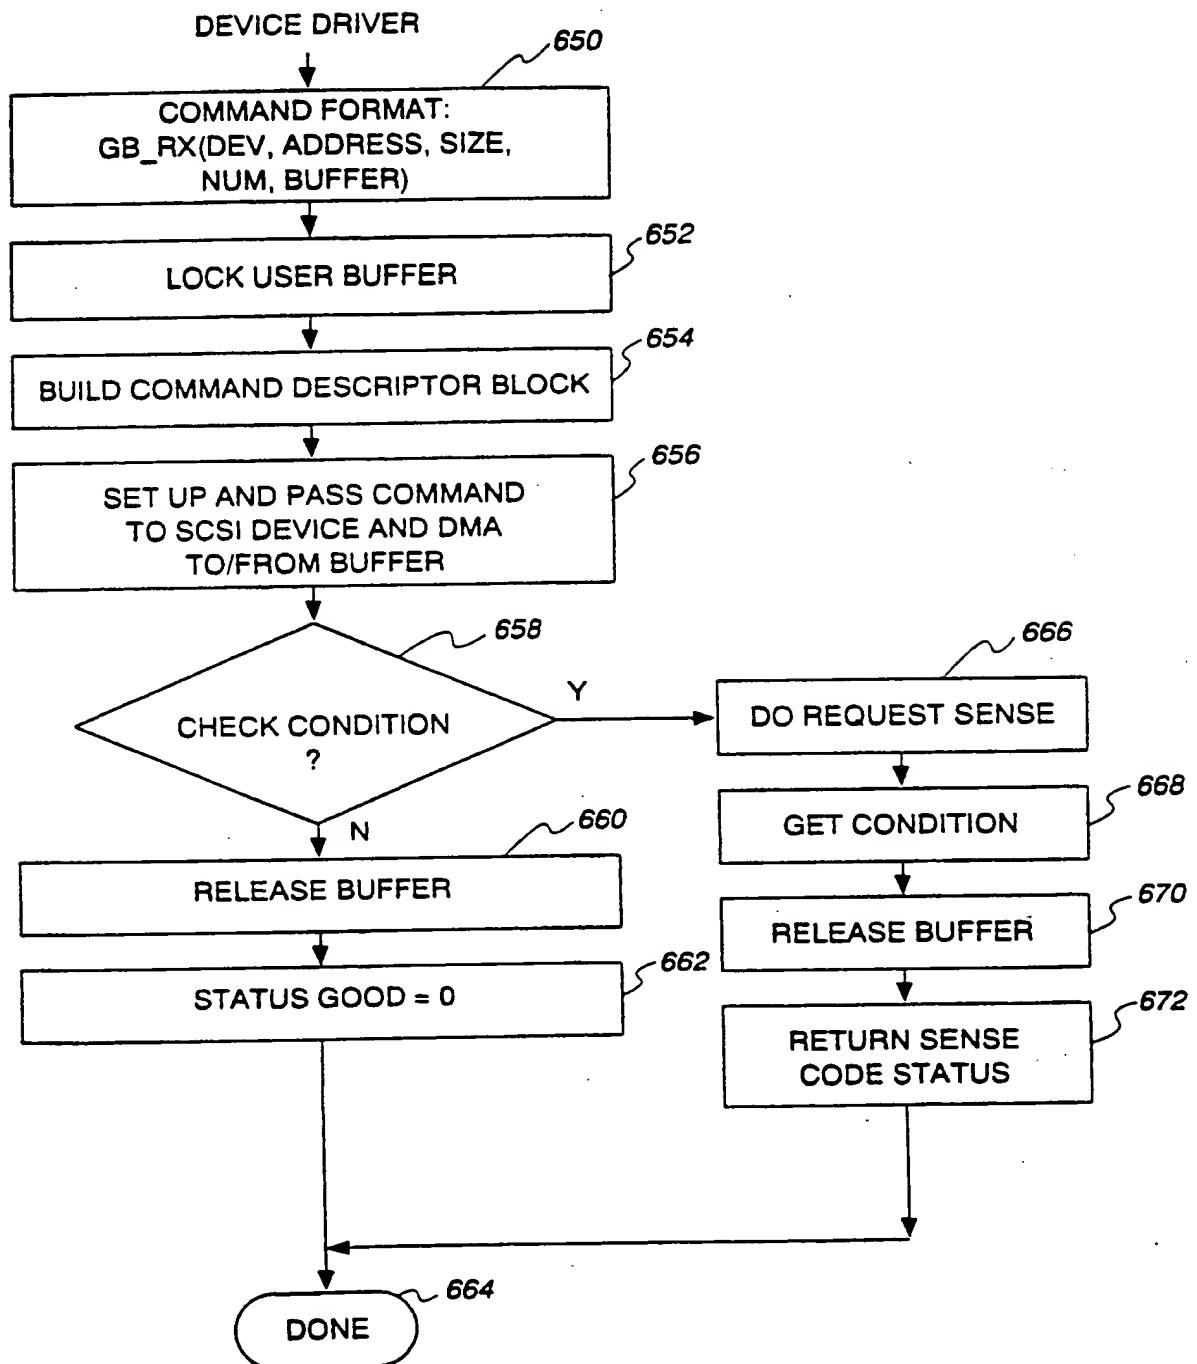 DEVICE DRIVER
650
COMMAND FORMAT:
GB_RX(DEV, ADDRESS, SIZE,
NUM, BUFFER)
652
LOCK USER BUFFER
654
BUILD COMMAND DESCRIPTOR BLOCK
656
SET UP AND PASS COMMAND
TO SCSI DEVICE AND DMA
TO/FROM BUFFER
658
CHECK CONDITION
?
Y
N
660
RELEASE BUFFER
662
STATUS GOOD = 0
666
DO REQUEST SENSE
668
GET CONDITION
670
RELEASE BUFFER
672
RETURN SENSE
CODE STATUS
664
DONE